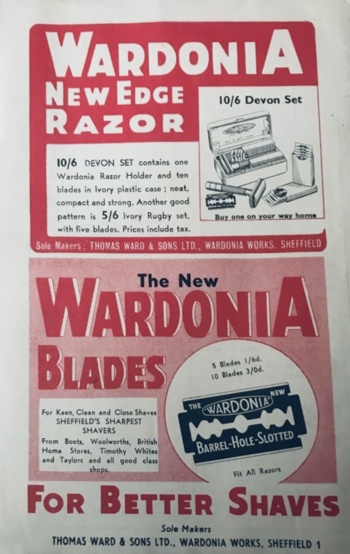 WARDONIA
NEW EDGE
RAZOR
10/6 Devon Set
10/6 DEVON SET contains one
Wardonia Razor Holder and ten
blades in Ivory plastic case ; neat,
compact and strong. Another good
pattern is 5/6 Ivory Rugby set,
with five blades. Prices include tax.
Buy one on your way home
Sole Makers : THOMAS WARD & SONS LTD., WARDONIA WORKS, SHEFFIELD
The New
WARDONIA
BLADES
5 Blades 1/6d.
10 Blades 3/0d.
THE WARDONIA NEW
BARREL-HOLE-SLOTTED
Fit All Razors
For Keen, Clean and Close Shaves
SHEFFIELD'S SHARPEST
SHAVERS
From Boots, Woolworths, British
Home Stores, Timothy Whites
and Taylors and all good class
shops.
FOR BETTER SHAVES
Sole Makers
THOMAS WARD & SONS LTD., WARDONIA WORKS, SHEFFIELD 1